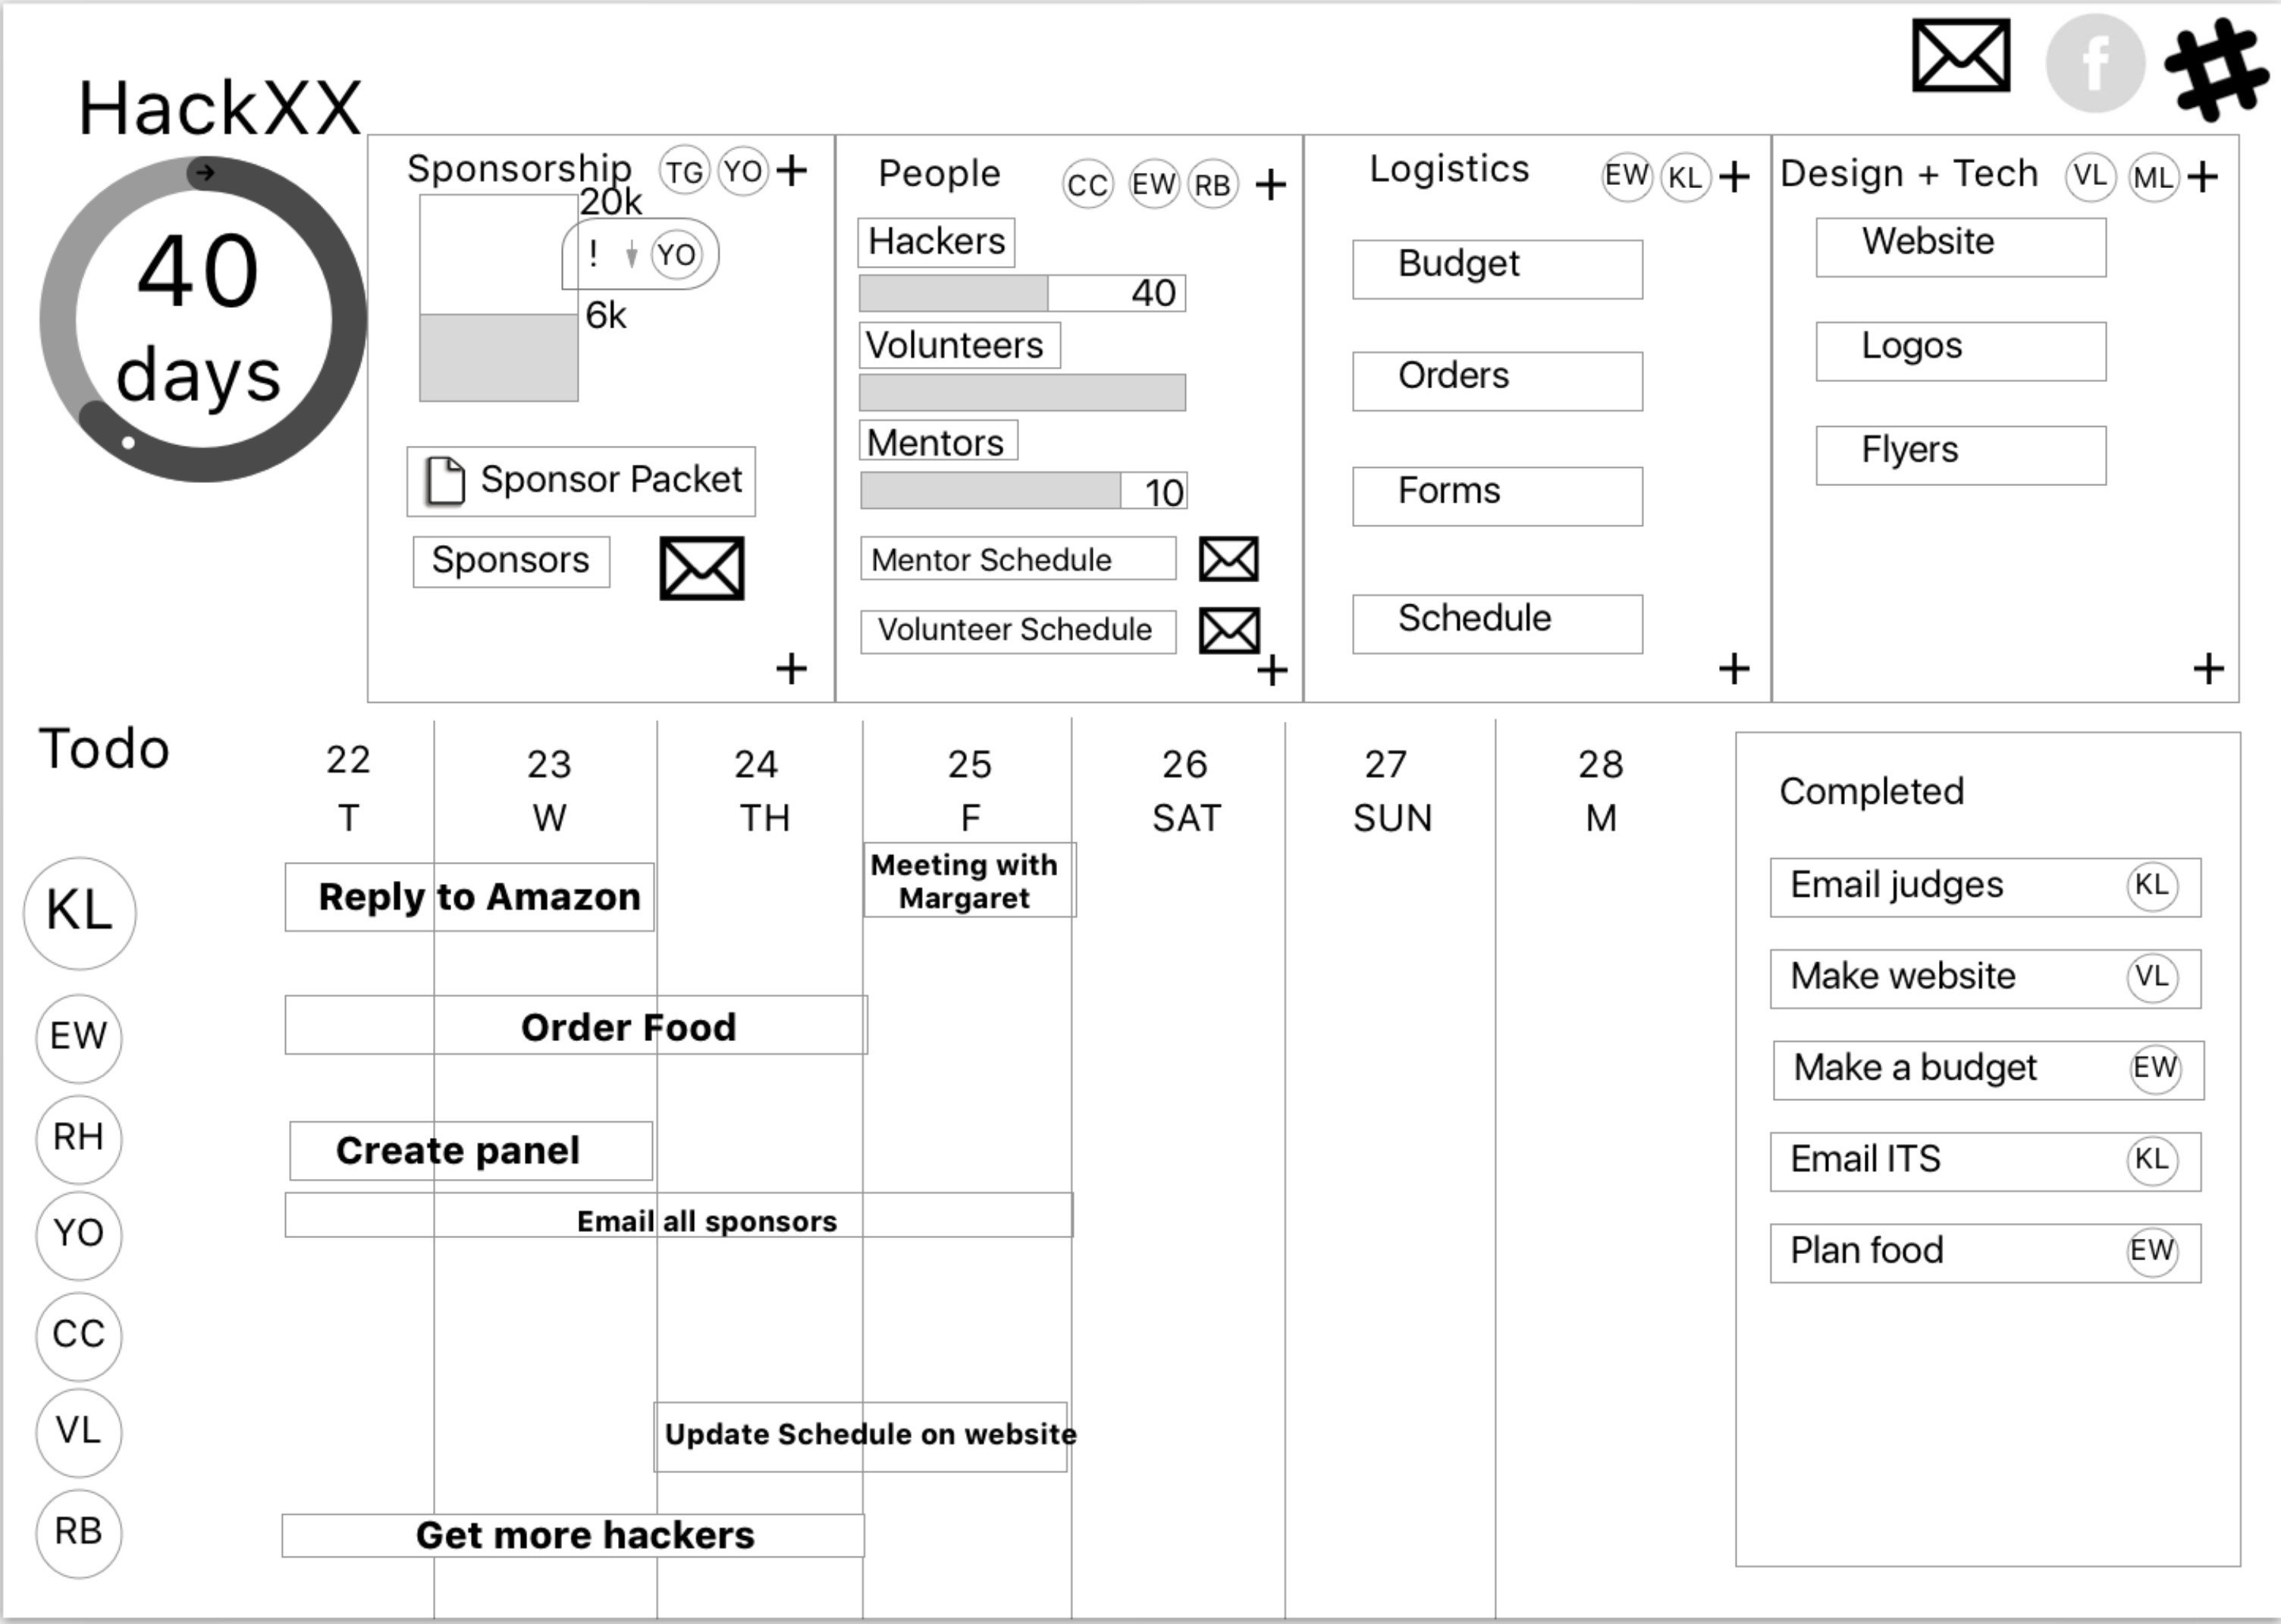 HackXX
f
40
days
Sponsorship TG YO +
20k
! YO
6k
Sponsor Packet
Sponsors
+
People CC EW RB +
Hackers
40
Volunteers
Mentors
10
Mentor Schedule
Volunteer Schedule
+
Logistics EW KL +
Budget
Orders
Forms
Schedule
+
Design + Tech VL ML +
Website
Logos
Flyers
+
Todo
22 23 24 25 26 27 28
T W TH F SAT SUN M
KL
Reply to Amazon
Meeting with
Margaret
EW
Order Food
RH
Create panel
YO
Email all sponsors
CC
VL
Update Schedule on website
RB
Get more hackers
Completed
Email judges KL
Make website VL
Make a budget EW
Email ITS KL
Plan food EW